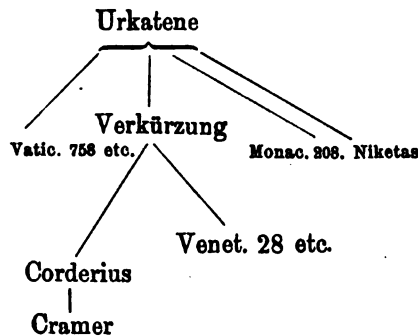 Urkatene
Verkürzung
Vatic. 758 etc.
Monac. 208. Niketas
Venet. 28 etc.
Corderius
Cramer